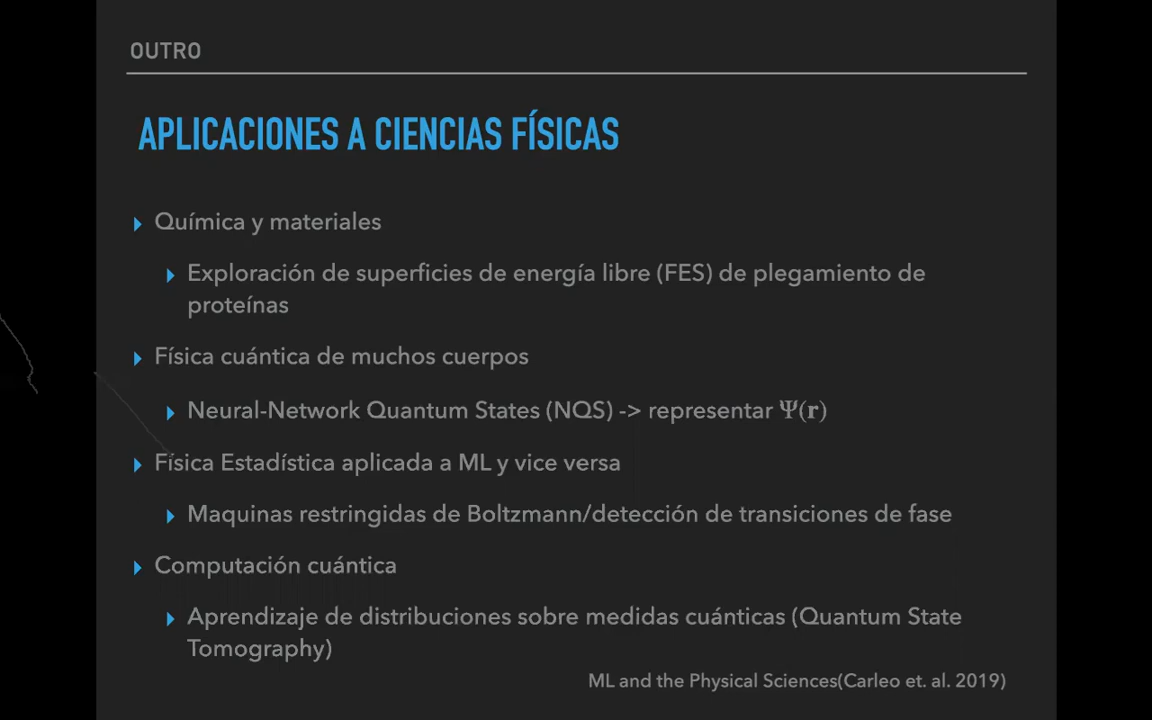 OUTRO
APLICACIONES A CIENCIAS FÍSICAS
Química y materiales
Exploración de superficies de energía libre (FES) de plegamiento de
proteínas
Física cuántica de muchos cuerpos
Neural-Network Quantum States (NQS) -> representar Ψ(r)
Física Estadística aplicada a ML y vice versa
Maquinas restringidas de Boltzmann/detección de transiciones de fase
Computación cuántica
Aprendizaje de distribuciones sobre medidas cuánticas (Quantum State
Tomography)
ML and the Physical Sciences(Carleo et. al. 2019)